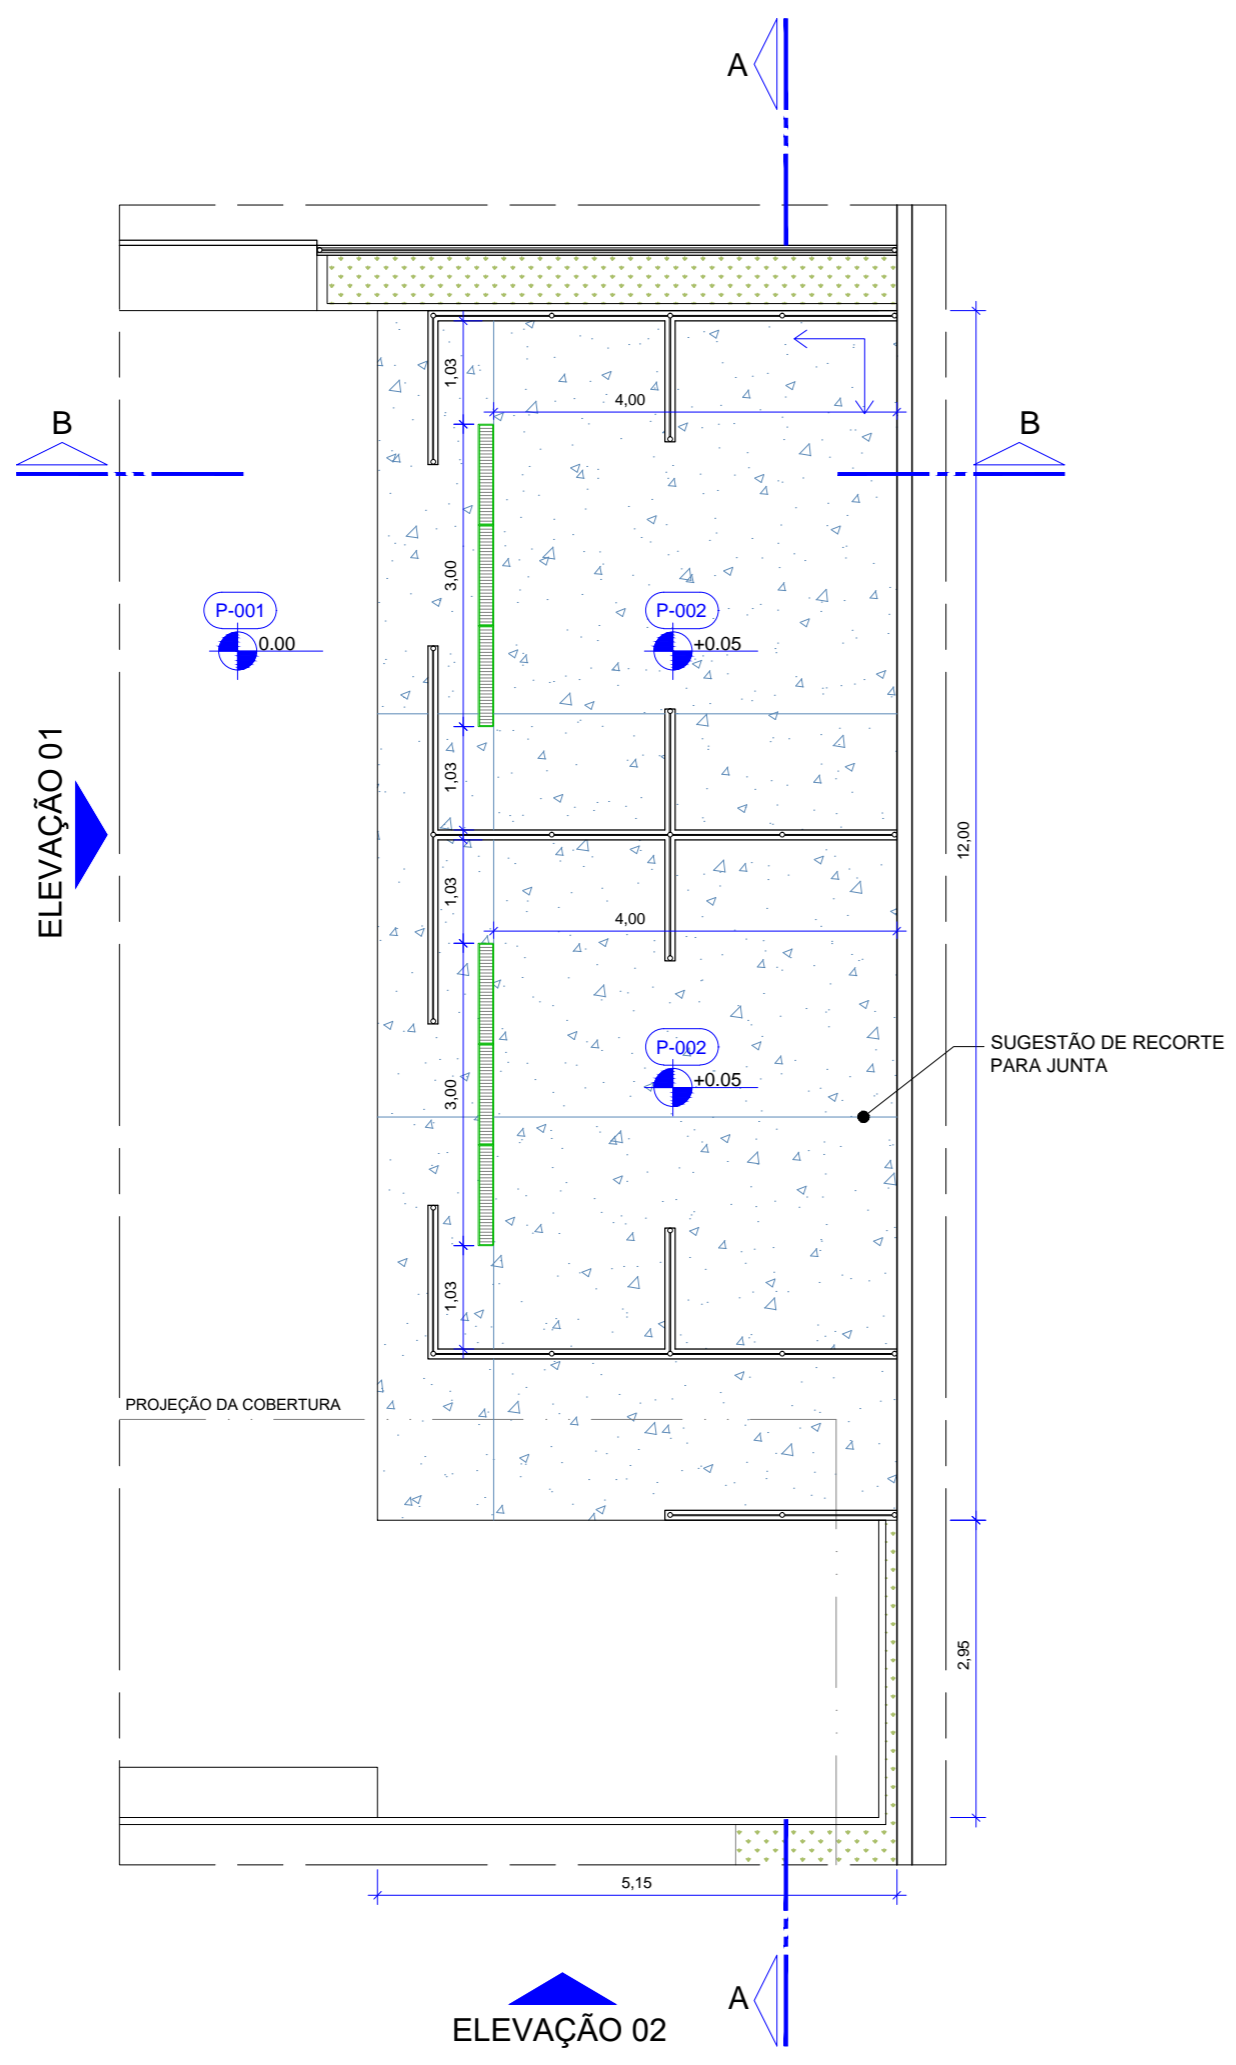 A
1,03
4,00
B
B
3,00
P-001
0.00
P-002
+0.05
ELEVAÇÃO 01
1,03
12,00
1,03
4,00
P-002
+0.05
SUGESTÃO DE RECORTE
PARA JUNTA
3,00
1,03
PROJEÇÃO DA COBERTURA
2,95
5,15
A
ELEVAÇÃO 02